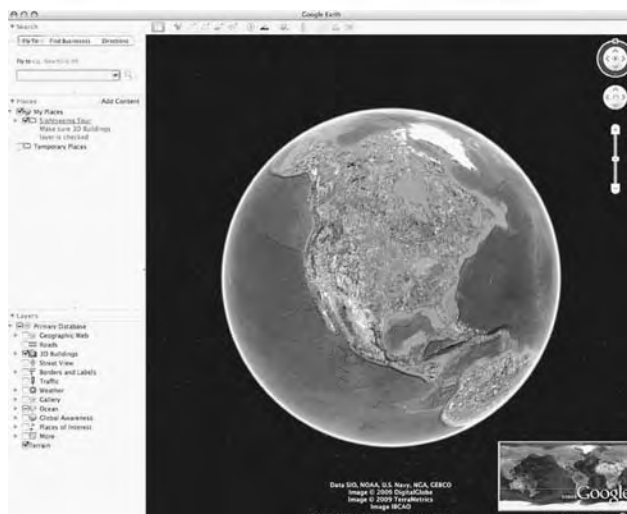 Google Earth
Search
Fly To Find Businesses Directions
Fly to e.g.,
Places Add Content
My Places
Sightseeing Tour
Make sure 3D Buildings
layer is checked
Temporary Places
Layers
Primary Database
Geographic Web
Roads
3D Buildings
Street View
Borders and Labels
Traffic
Weather
Gallery
Ocean
Global Awareness
Places of Interest
More
Terrain
Data SIO, NOAA, U.S. Navy, NGA, GEBCO
Image © 2009 DigitalGlobe
Image © 2009 TerraMetrics
Image IBCAO
©2009 Google